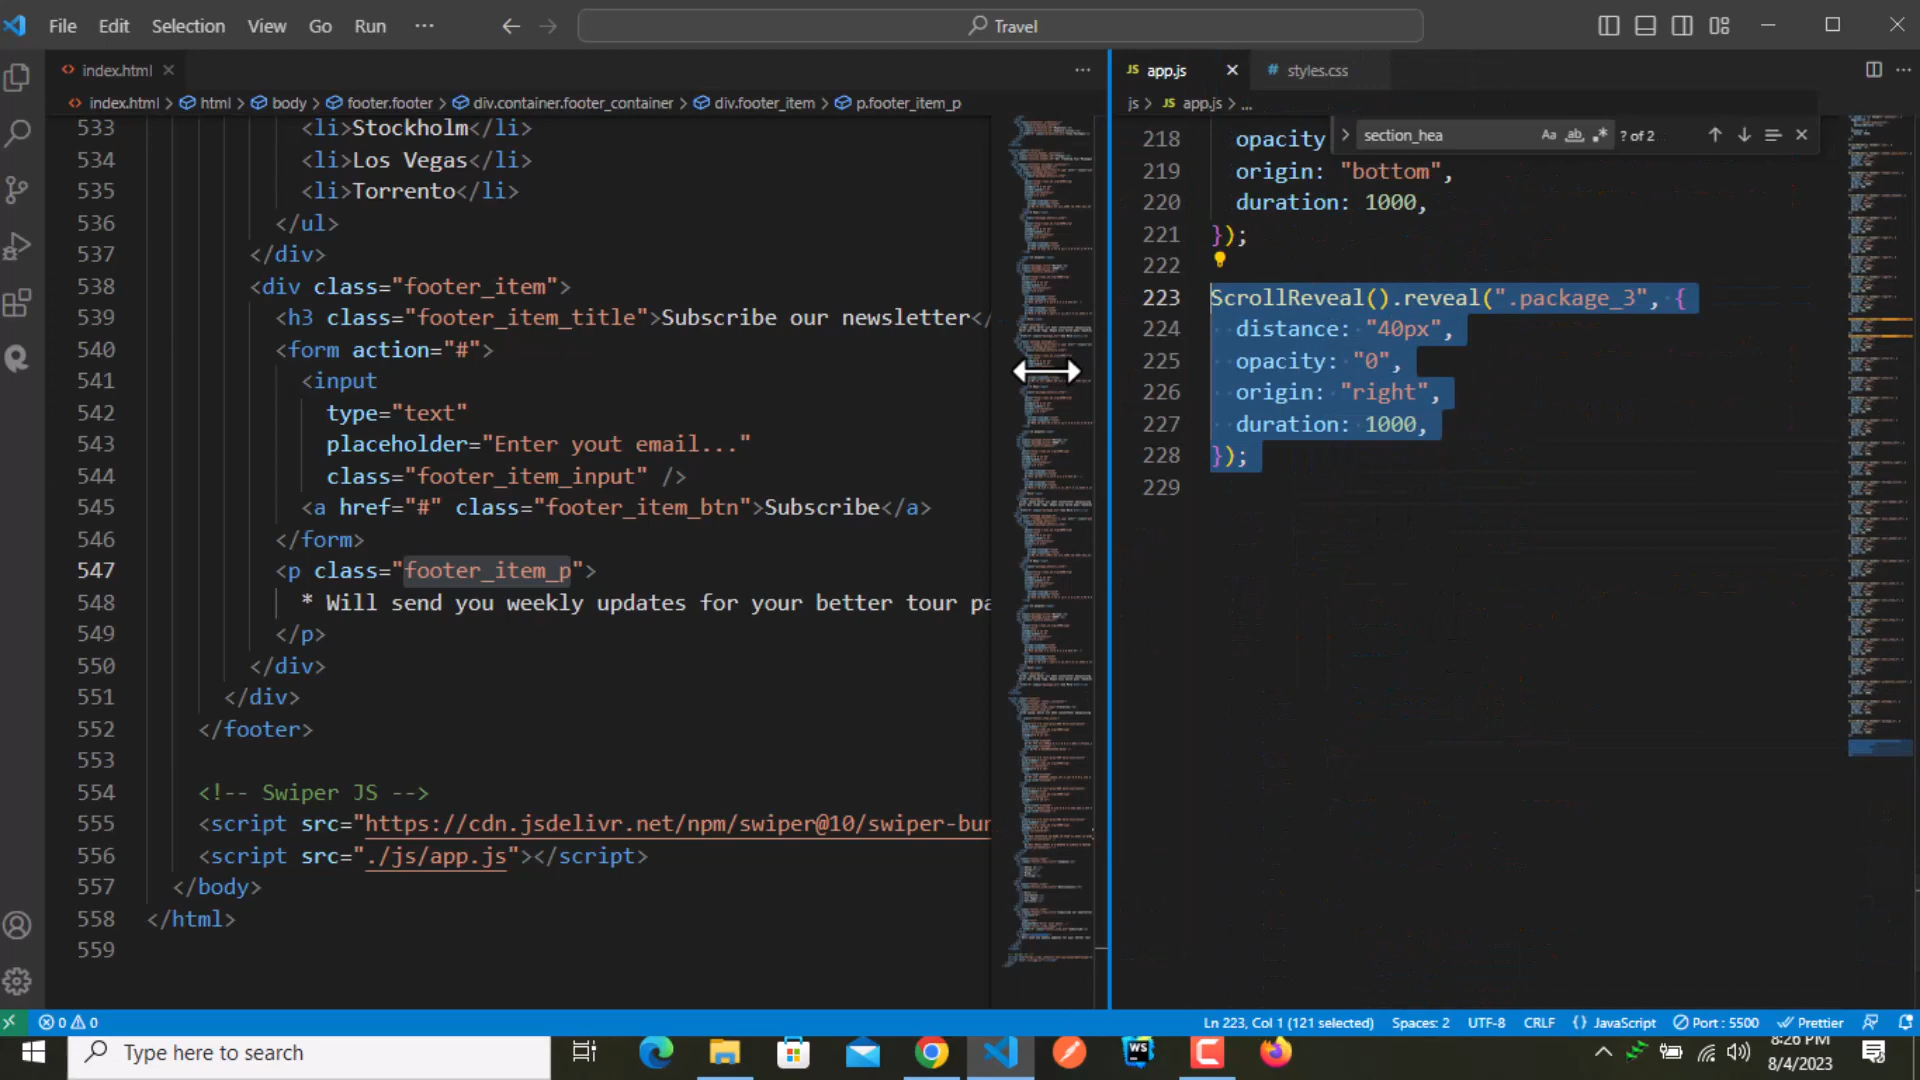 File Edit Selection View Go Run ··· Travel
index.html
index.html > html > body > footer.footer > div.container.footer_container > div.footer_item > p.footer_item_p
533 <li>Stockholm</li>
534 <li>Los Vegas</li>
535 <li>Torrento</li>
536 </ul>
537 </div>
538 <div class="footer_item">
539 <h3 class="footer_item_title">Subscribe our newsletter</
540 <form action="#">
541 <input
542 type="text"
543 placeholder="Enter yout email..."
544 class="footer_item_input" />
545 <a href="#" class="footer_item_btn">Subscribe</a>
546 </form>
547 <p class="footer_item_p">
548 * Will send you weekly updates for your better tour pa
549 </p>
550 </div>
551 </div>
552 </footer>
553
554 <!-- Swiper JS -->
555 <script src="https://cdn.jsdelivr.net/npm/swiper@10/swiper-bun
556 <script src="./js/app.js"></script>
557 </body>
558 </html>
559
JS app.js # styles.css
js > JS app.js > ...
section_hea Aa ab ? of 2
218 opacity
219 origin: "bottom",
220 duration: 1000,
221 });
222
223 ScrollReveal().reveal(".package_3", {
224 distance: "40px",
225 opacity: "0",
226 origin: "right",
227 duration: 1000,
228 });
229
0 0 Ln 223, Col 1 (121 selected) Spaces: 2 UTF-8 CRLF {} JavaScript Port : 5500 Prettier
Type here to search
WS
8:26 PM
8/4/2023